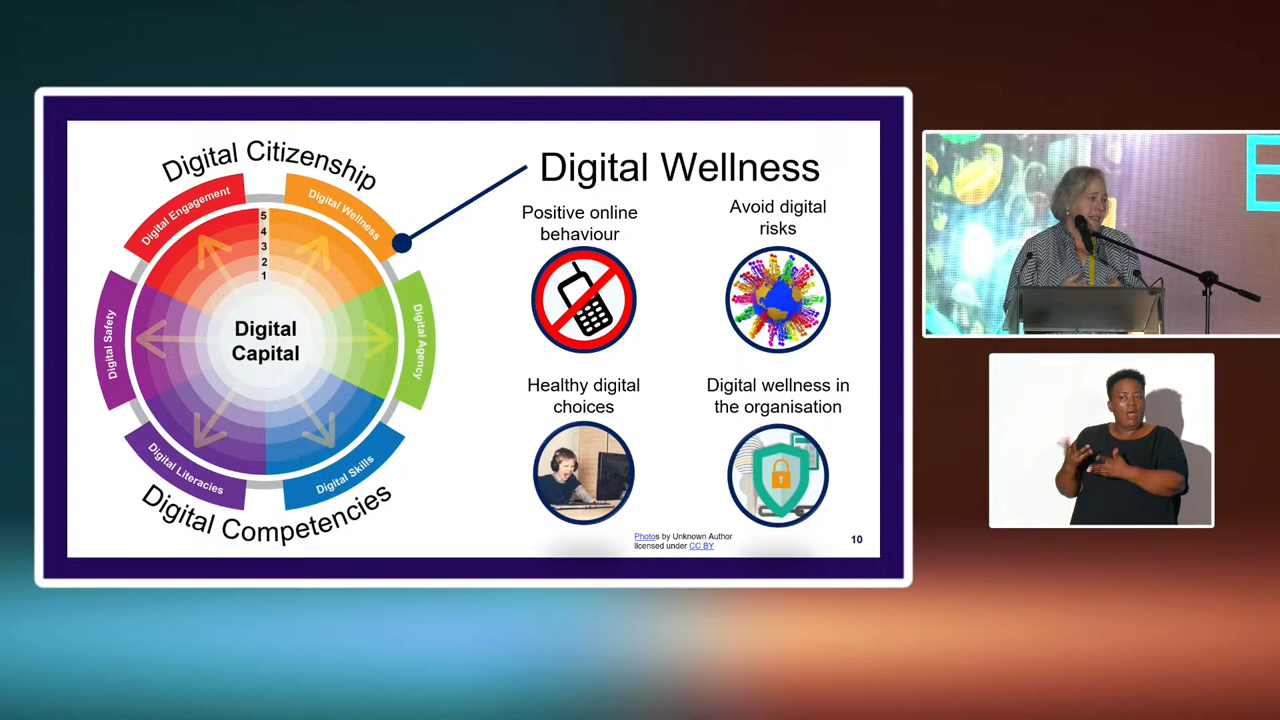 Digital Citizenship
Digital Engagement
Digital Wellness
Digital Safety
Digital Agency
Digital Literacies
Digital Skills
Digital Competencies
5
4
3
2
1
Digital
Capital
Digital Wellness
Positive online
behaviour
Avoid digital
risks
Healthy digital
choices
Digital wellness in
the organisation
Photos by Unknown Author
licensed under CC BY
10
E